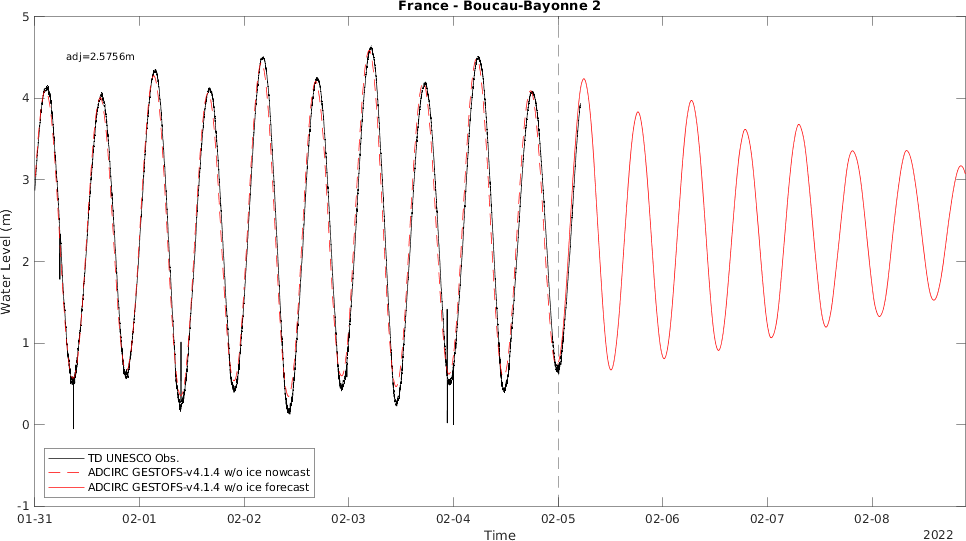 France - Boucau-Bayonne 2
adj=2.5756m
5
4
3
2
1
0
-1
Water Level (m)
TD UNESCO Obs.
ADCIRC GESTOFS-v4.1.4 w/o ice nowcast
ADCIRC GESTOFS-v4.1.4 w/o ice forecast
01-31 02-01 02-02 02-03 02-04 02-05 02-06 02-07 02-08
Time
2022